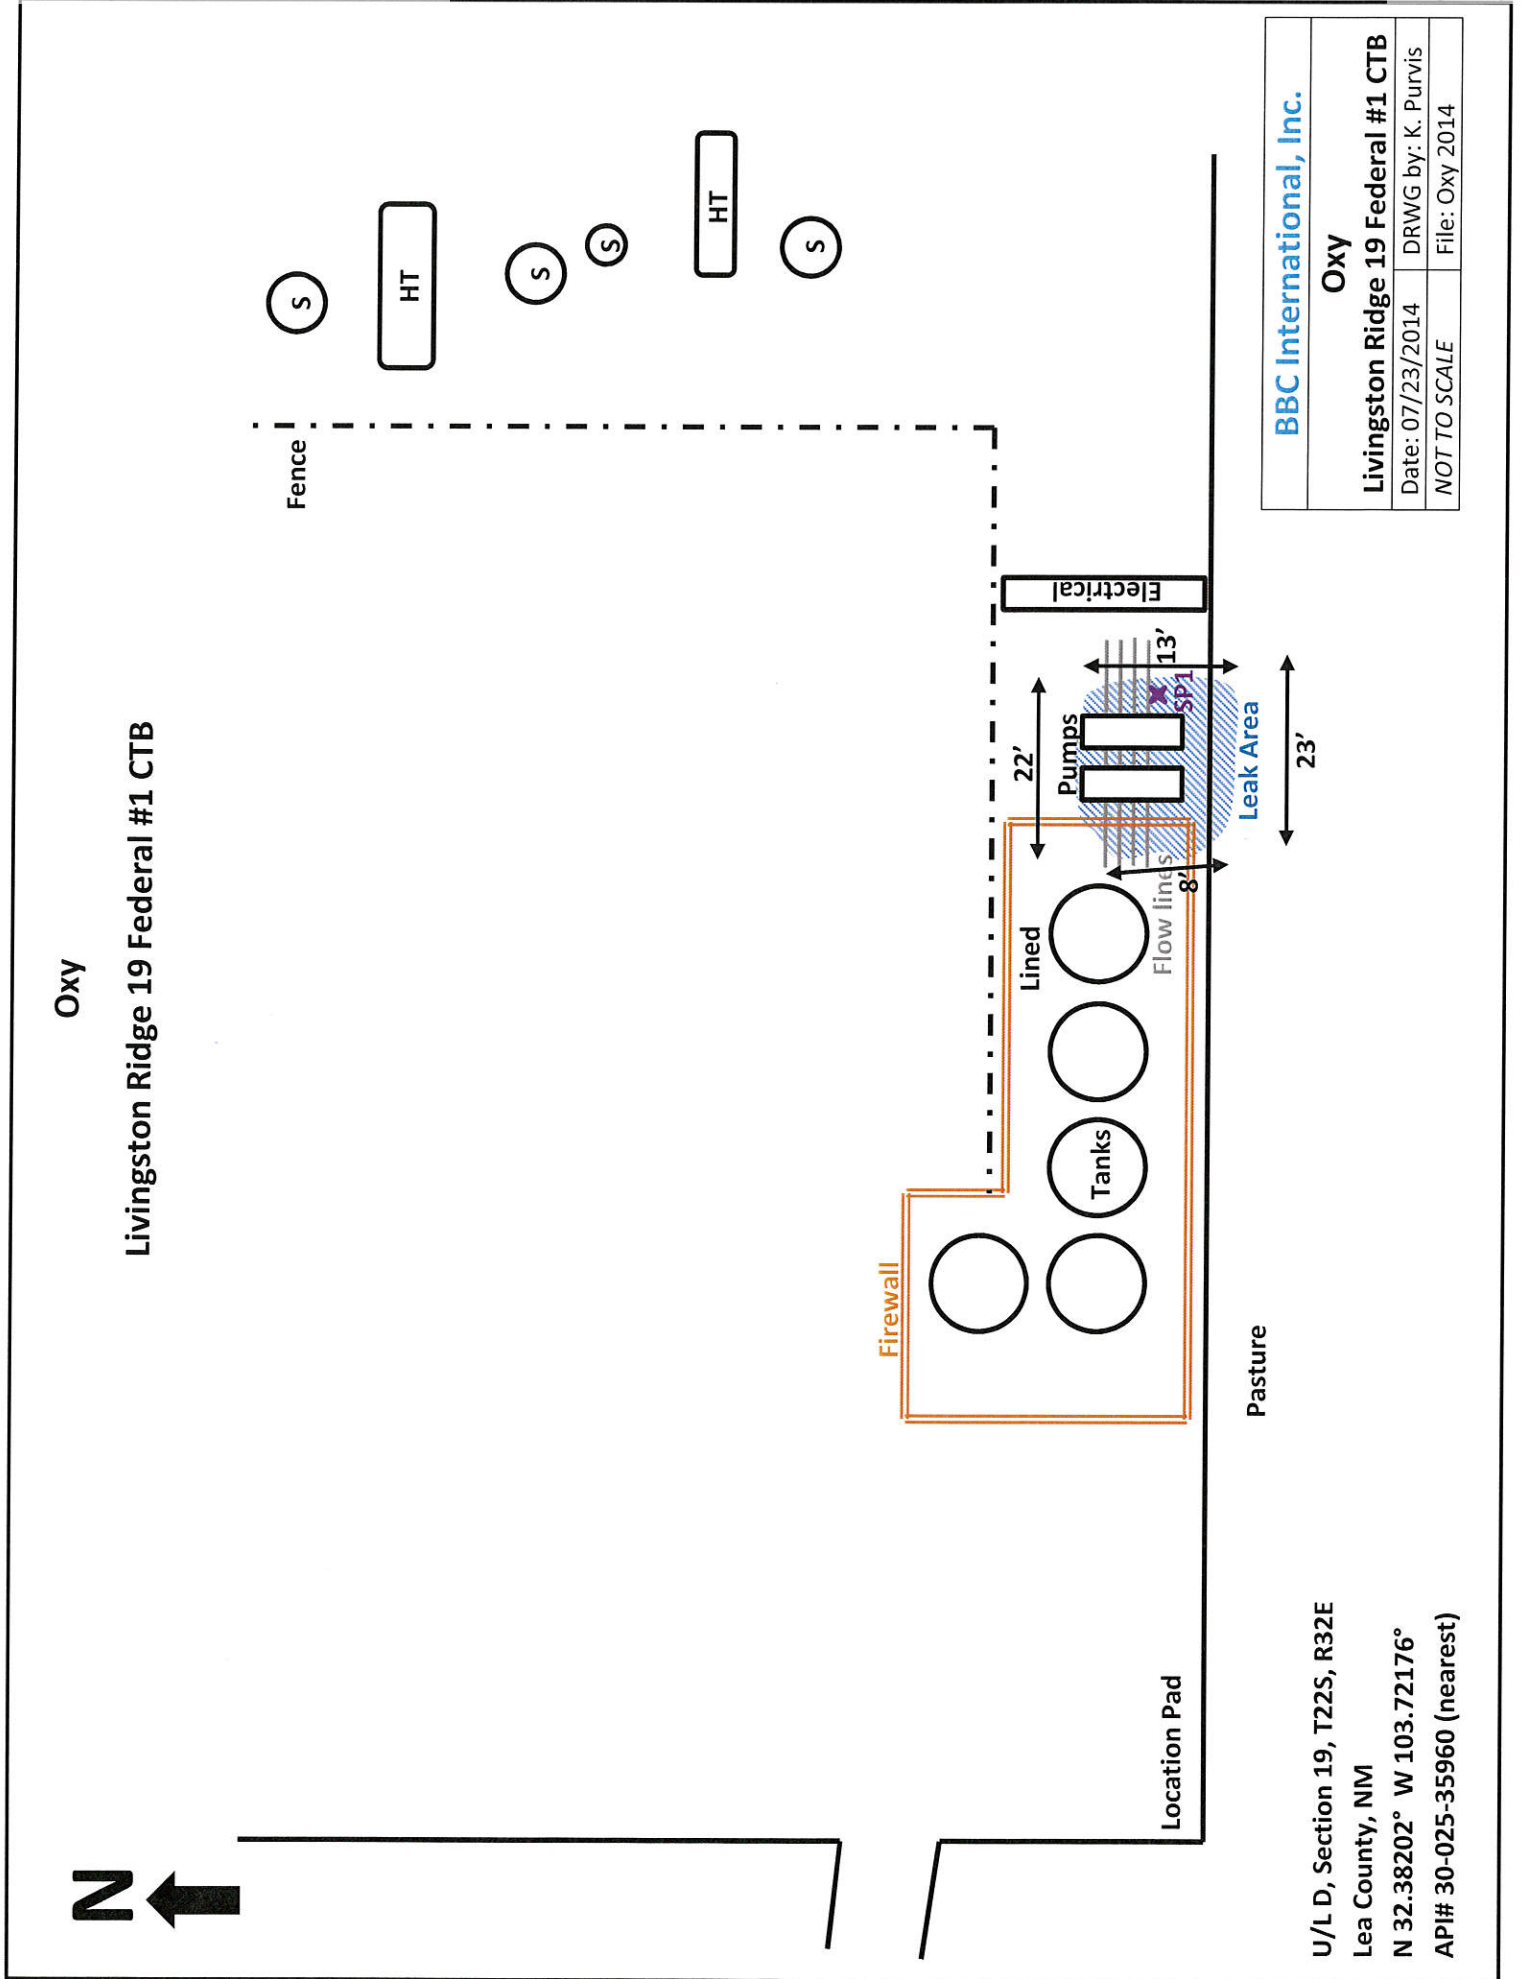 Oxy
Livingston Ridge 19 Federal #1 CTB
N
Fence
S
HT
S
S
HT
S
Firewall
Lined
Tanks
Flow lines
22'
Pumps
Electrical
13'
SP1
8'
Leak Area
23'
Location Pad
Pasture
U/L D, Section 19, T22S, R32E
Lea County, NM
N 32.38202° W 103.72176°
API# 30-025-35960 (nearest)
BBC International, Inc.
Oxy
Livingston Ridge 19 Federal #1 CTB
Date: 07/23/2014 DRWG by: K. Purvis
NOT TO SCALE File: Oxy 2014